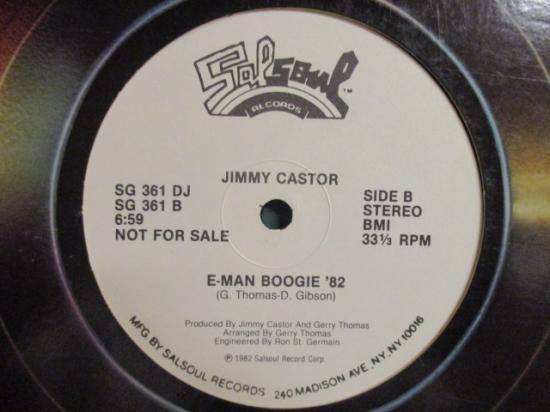 Salsoul TM
RECORDS
JIMMY CASTOR
SG 361 DJ
SG 361 B
6:59
NOT FOR SALE
SIDE B
STEREO
BMI
33⅓ RPM
E-MAN BOOGIE '82
(G. Thomas-D. Gibson)
Produced By Jimmy Castor And Gerry Thomas
Arranged By Gerry Thomas
Engineered By Ron St. Germain
℗ 1982 Salsoul Record Corp.
MFG BY SALSOUL RECORDS 240 MADISON AVE., NY, NY 10016